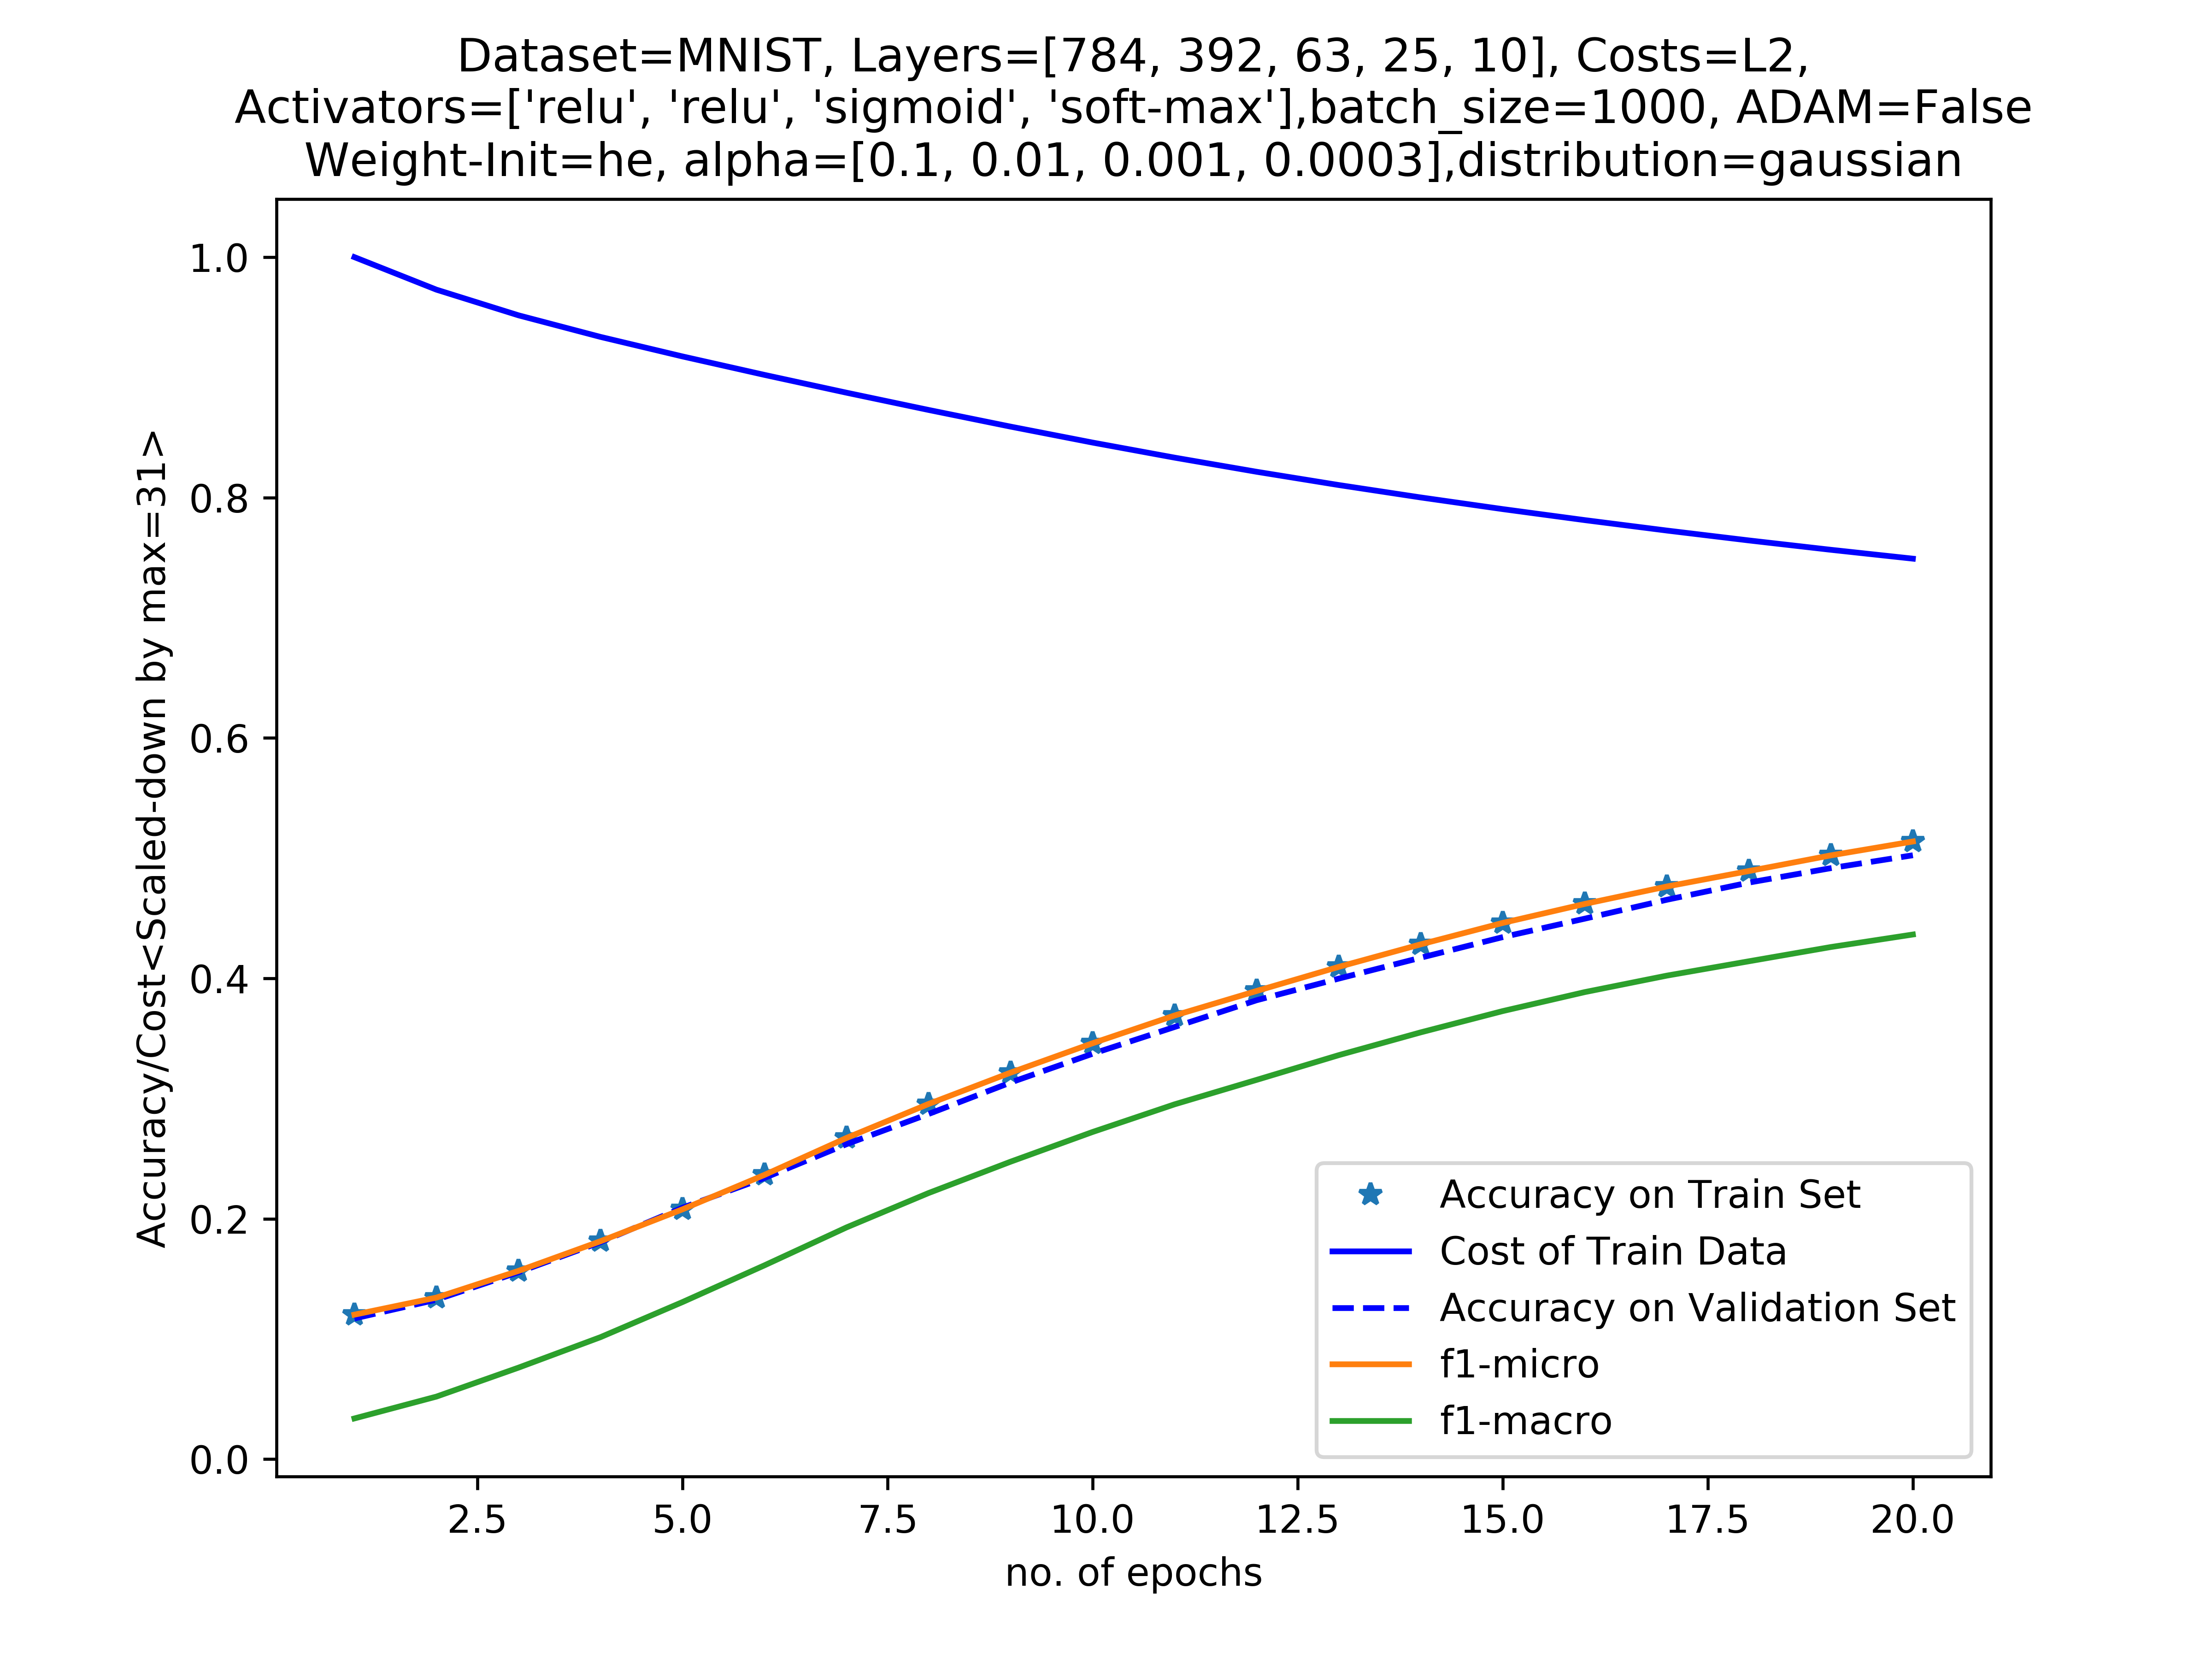 Dataset=MNIST, Layers=[784, 392, 63, 25, 10], Costs=L2,
Activators=['relu', 'relu', 'sigmoid', 'soft-max'],batch_size=1000, ADAM=False
Weight-Init=he, alpha=[0.1, 0.01, 0.001, 0.0003],distribution=gaussian
Accuracy/Cost<Scaled-down by max=31>
1.0
0.8
0.6
0.4
0.2
0.0
Accuracy on Train Set
Cost of Train Data
Accuracy on Validation Set
f1-micro
f1-macro
2.5 5.0 7.5 10.0 12.5 15.0 17.5 20.0
no. of epochs